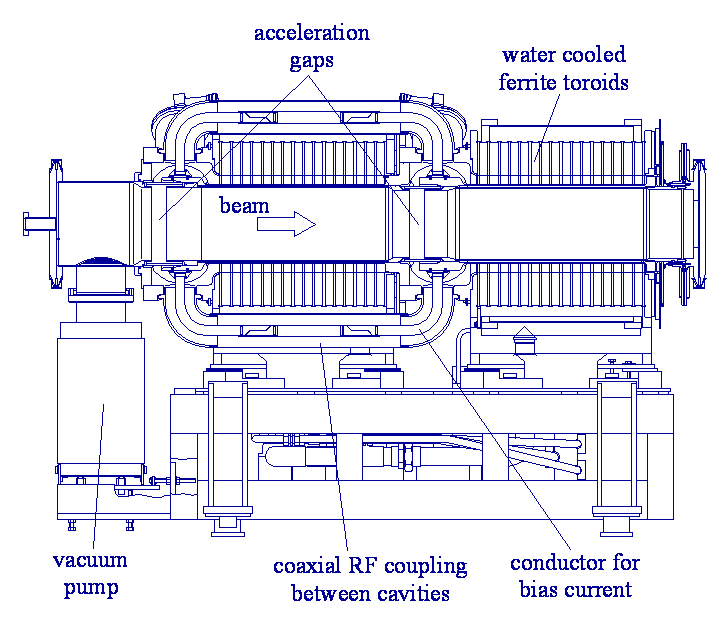 acceleration
gaps
water cooled
ferrite toroids
beam
vacuum
pump
coaxial RF coupling
between cavities
conductor for
bias current